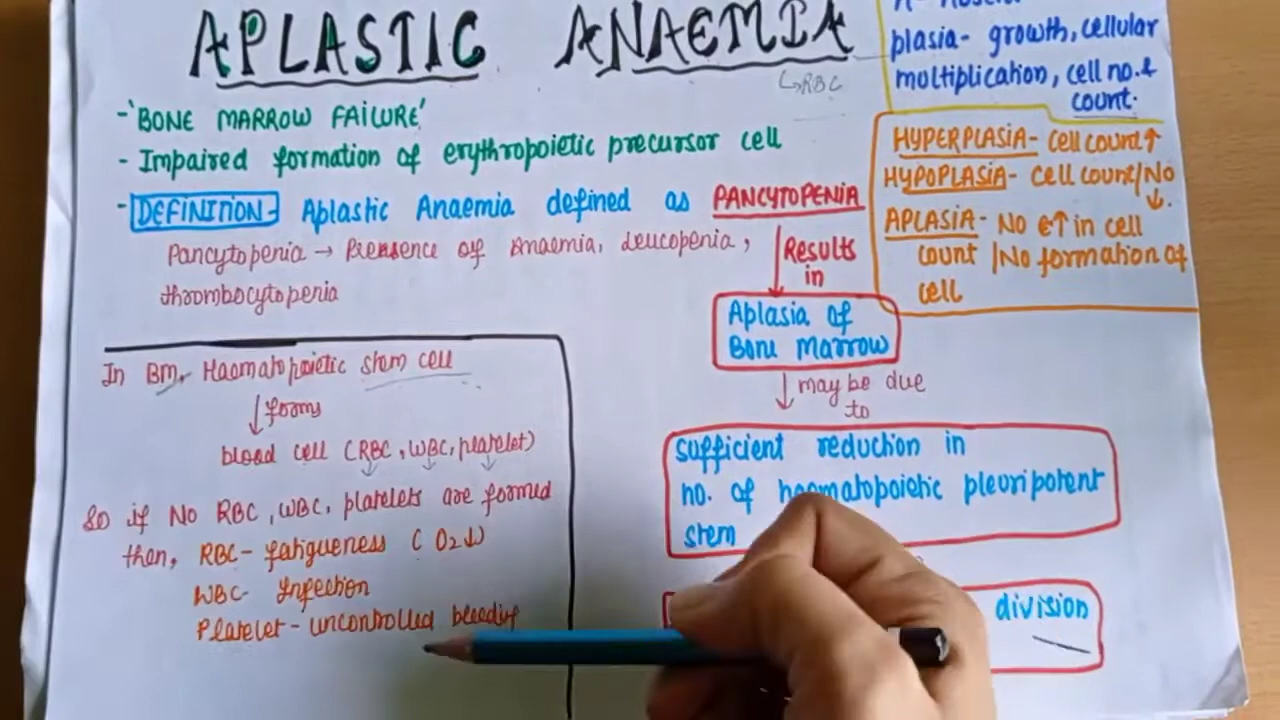 APLASTIC ANAEMIA
↳RBC
-'BONE MARROW FAILURE'
- Impaired formation of erythropoietic precursor cell
- DEFINITION- Aplastic Anaemia defined as PANCYTOPENIA
Pancytopenia → Presence of Anaemia, Leucopenia,
thrombocytopenia
Results
in
Aplasia of
Bone Marrow
↓ may be due
to
sufficient reduction in
no. of haematopoietic pleuripotent
stem
division
plasia- growth, cellular
multiplication, cell no. &
count.
HYPERPLASIA- Cell count ↑
HYPOPLASIA- Cell count/No
↓.
APLASIA- No ↑ in cell
count /No formation of
cell
In BM, Haematopoietic stem cell
↓ forms
blood cell (RBC, WBC, platelet)
So if No RBC, WBC, platelets are formed
then, RBC- fatigueness ( O2↓)
WBC- Infection
Platelet- uncontrolled bleeding